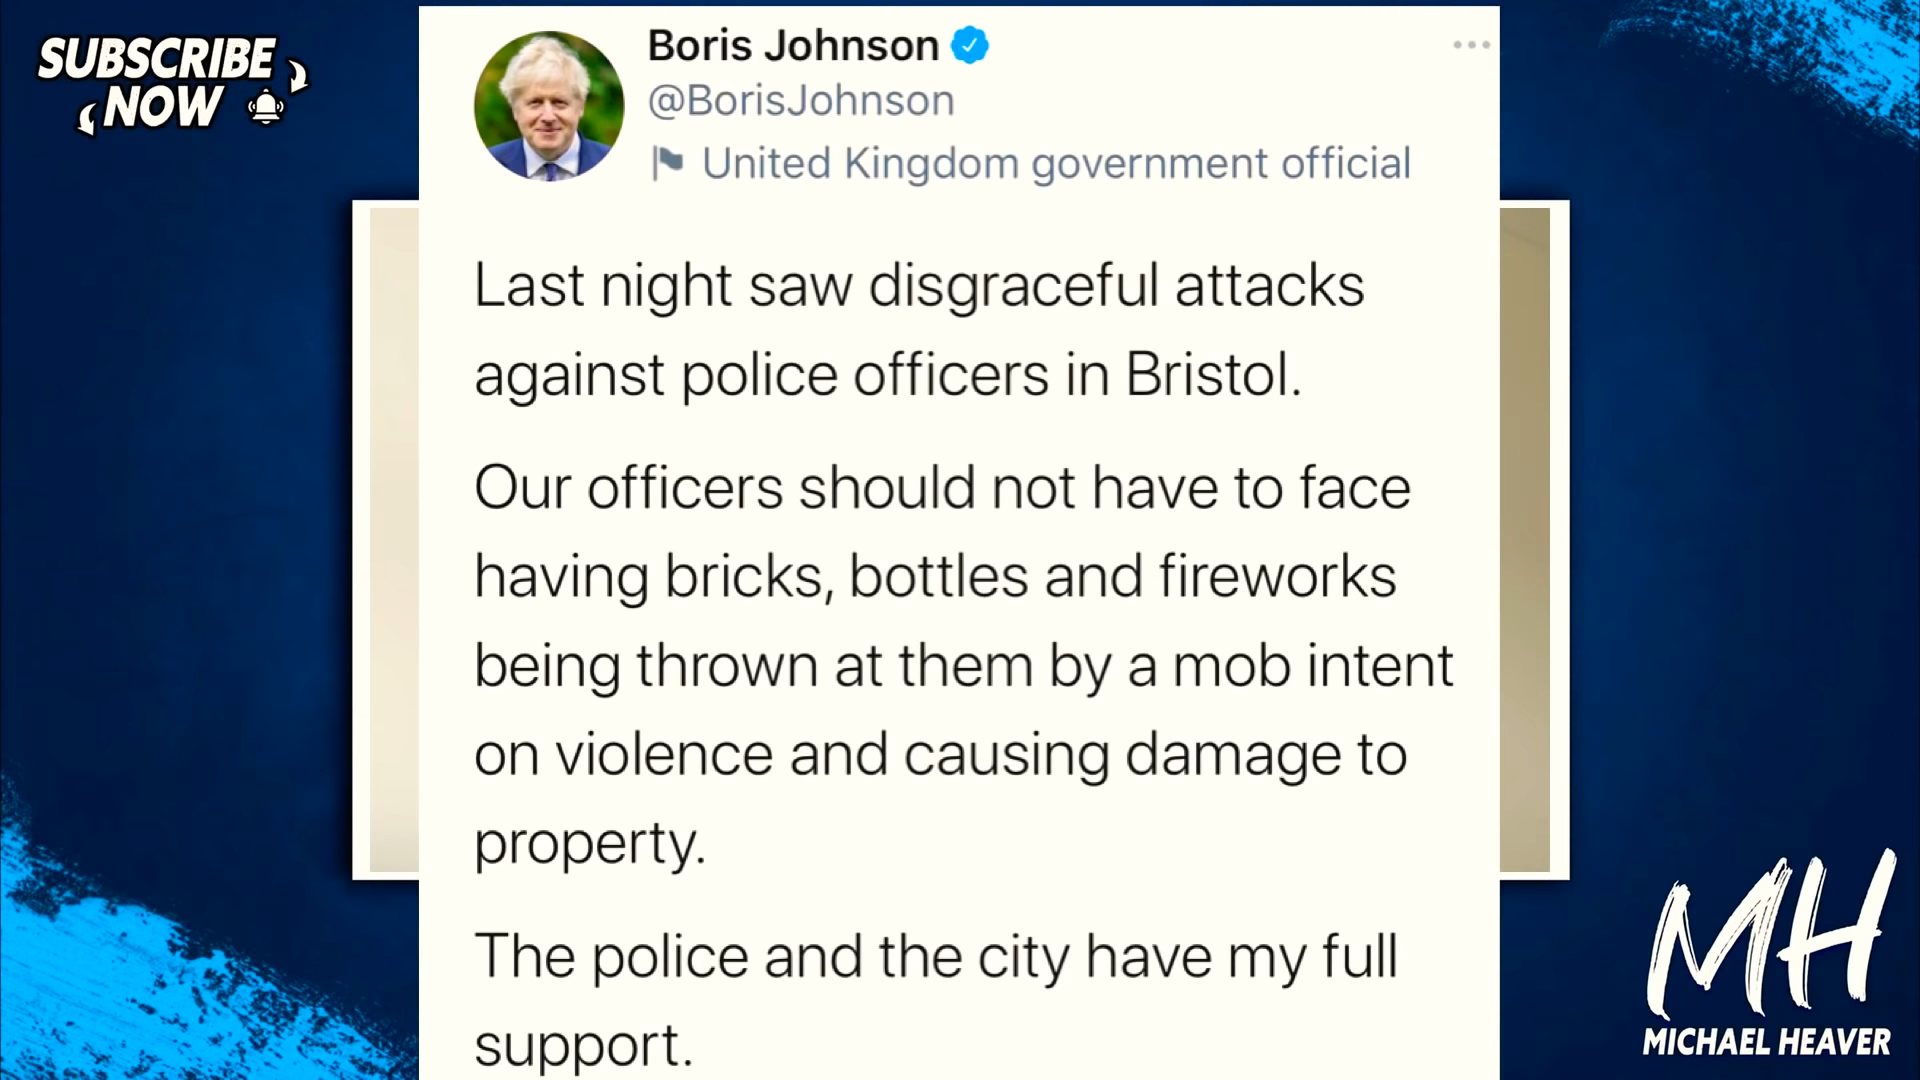 SUBSCRIBE
NOW
Boris Johnson
@BorisJohnson
United Kingdom government official
Last night saw disgraceful attacks
against police officers in Bristol.
Our officers should not have to face
having bricks, bottles and fireworks
being thrown at them by a mob intent
on violence and causing damage to
property.
The police and the city have my full
support.
MH
MICHAEL HEAVER